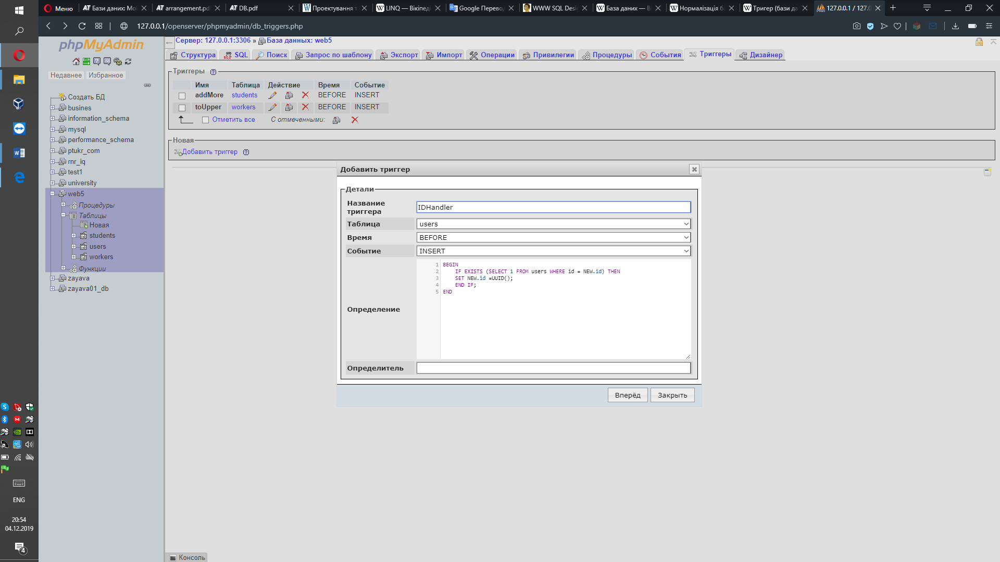 Меню
Бази даних: Мо
arrangement.pd
DB.pdf
Проектування т
LINQ — Вікіпед
Google Перевод
WWW SQL Desi
База даних — В
Нормалізація б
Тригер (бази да
127.0.0.1 / 127.0
127.0.0.1/openserver/phpmyadmin/db_triggers.php
phpMyAdmin
Недавнее Избранное
Создать БД
busines
information_schema
mysql
performance_schema
ptukr_com
rnr_iq
test1
university
web5
Процедуры
Таблицы
Новая
students
users
workers
Функции
zayava
zayava01_db
Сервер: 127.0.0.1:3306 » База данных: web5
Структура SQL Поиск Запрос по шаблону Экспорт Импорт Операции Привилегии Процедуры События Триггеры Дизайнер
Триггеры
Имя Таблица Действие Время Событие
addMore students BEFORE INSERT
toUpper workers BEFORE INSERT
Отметить все С отмеченными:
Новая
Добавить триггер
Добавить триггер
Детали
Название
триггера
IDHandler
Таблица users
Время BEFORE
Событие INSERT
Определение
1 BEGIN
2 IF EXISTS (SELECT 1 FROM users WHERE id = NEW.id) THEN
3 SET NEW.id =UUID();
4 END IF;
5 END
Определитель
Вперёд Закрыть
Консоль
ENG
20:54
04.12.2019
4